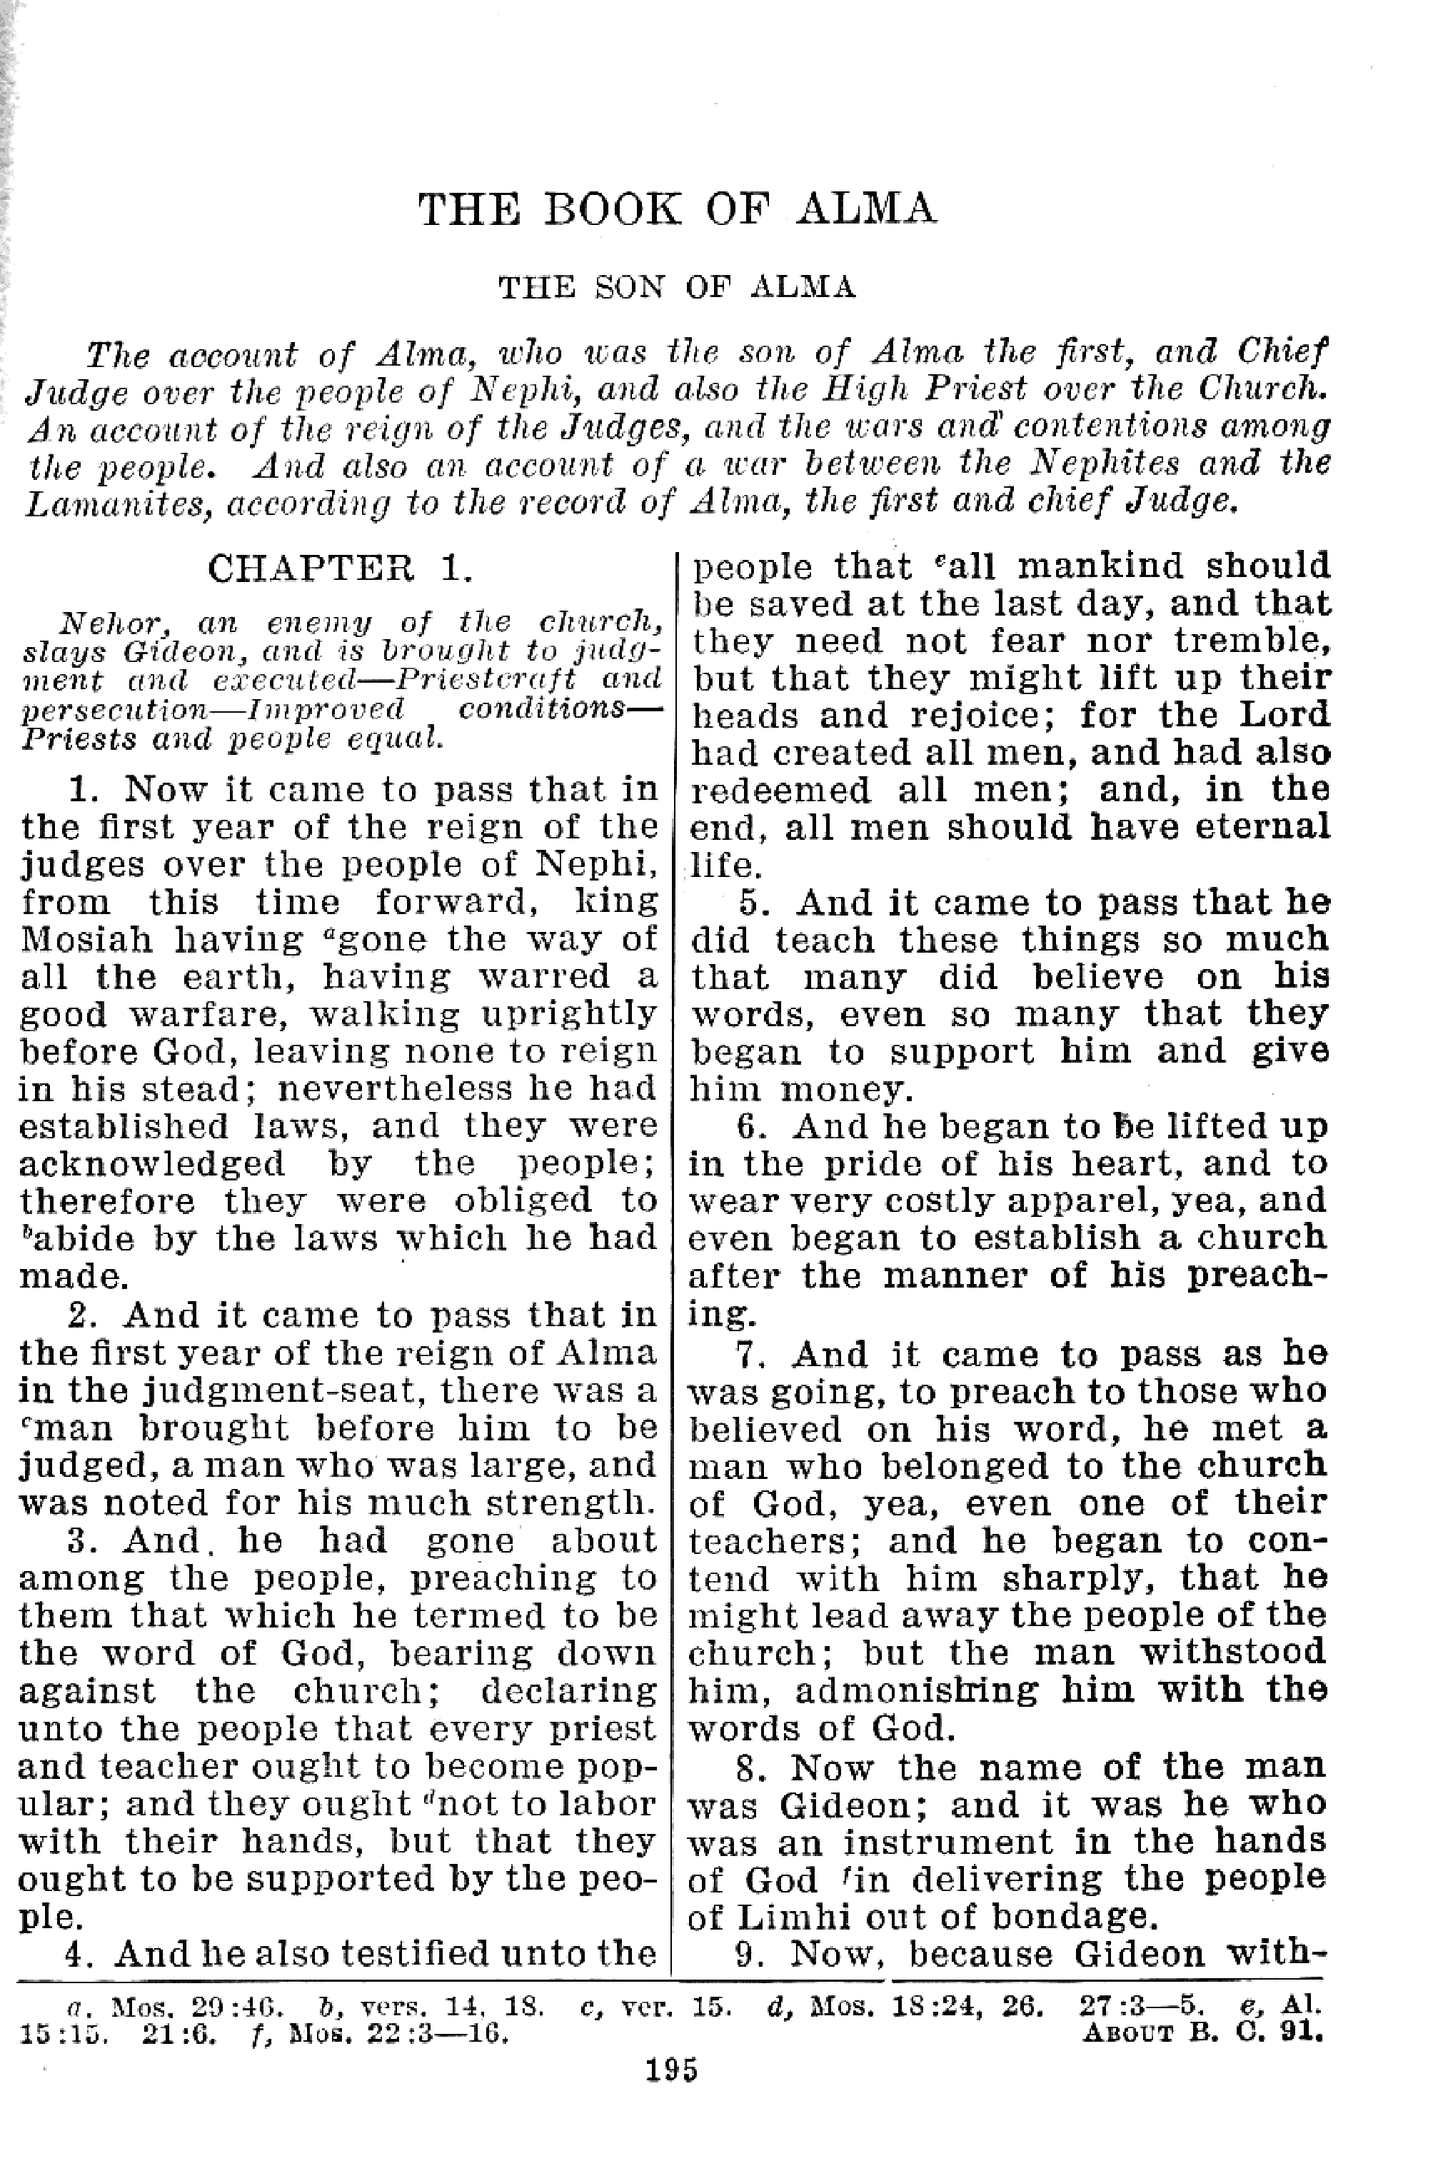 THE BOOK OF ALMA
THE SON OF ALMA
The account of Alma, who was the son of Alma the first, and Chief
Judge over the people of Nephi, and also the High Priest over the Church.
An account of the reign of the Judges, and the wars and contentions among
the people. And also an account of a war between the Nephites and the
Lamanites, according to the record of Alma, the first and chief Judge.
CHAPTER 1.
Nehor, an enemy of the church,
slays Gideon, and is brought to judg-
ment and executed—Priestcraft and
persecution—Improved conditions—
Priests and people equal.
1. Now it came to pass that in
the first year of the reign of the
judges over the people of Nephi,
from this time forward, king
Mosiah having ᵃgone the way of
all the earth, having warred a
good warfare, walking uprightly
before God, leaving none to reign
in his stead; nevertheless he had
established laws, and they were
acknowledged by the people;
therefore they were obliged to
ᵇabide by the laws which he had
made.
2. And it came to pass that in
the first year of the reign of Alma
in the judgment-seat, there was a
ᶜman brought before him to be
judged, a man who was large, and
was noted for his much strength.
3. And he had gone about
among the people, preaching to
them that which he termed to be
the word of God, bearing down
against the church; declaring
unto the people that every priest
and teacher ought to become pop-
ular; and they ought ᵈnot to labor
with their hands, but that they
ought to be supported by the peo-
ple.
4. And he also testified unto the
people that ᵉall mankind should
be saved at the last day, and that
they need not fear nor tremble,
but that they might lift up their
heads and rejoice; for the Lord
had created all men, and had also
redeemed all men; and, in the
end, all men should have eternal
life.
5. And it came to pass that he
did teach these things so much
that many did believe on his
words, even so many that they
began to support him and give
him money.
6. And he began to be lifted up
in the pride of his heart, and to
wear very costly apparel, yea, and
even began to establish a church
after the manner of his preach-
ing.
7. And it came to pass as he
was going, to preach to those who
believed on his word, he met a
man who belonged to the church
of God, yea, even one of their
teachers; and he began to con-
tend with him sharply, that he
might lead away the people of the
church; but the man withstood
him, admonishing him with the
words of God.
8. Now the name of the man
was Gideon; and it was he who
was an instrument in the hands
of God ᶠin delivering the people
of Limhi out of bondage.
9. Now, because Gideon with-
a. Mos. 29:46. b, vers. 14, 18. c, ver. 15. d, Mos. 18:24, 26. 27:3—5. e, Al.
15:15. 21:6. f, Mos. 22:3—16. ABOUT B. C. 91.
195